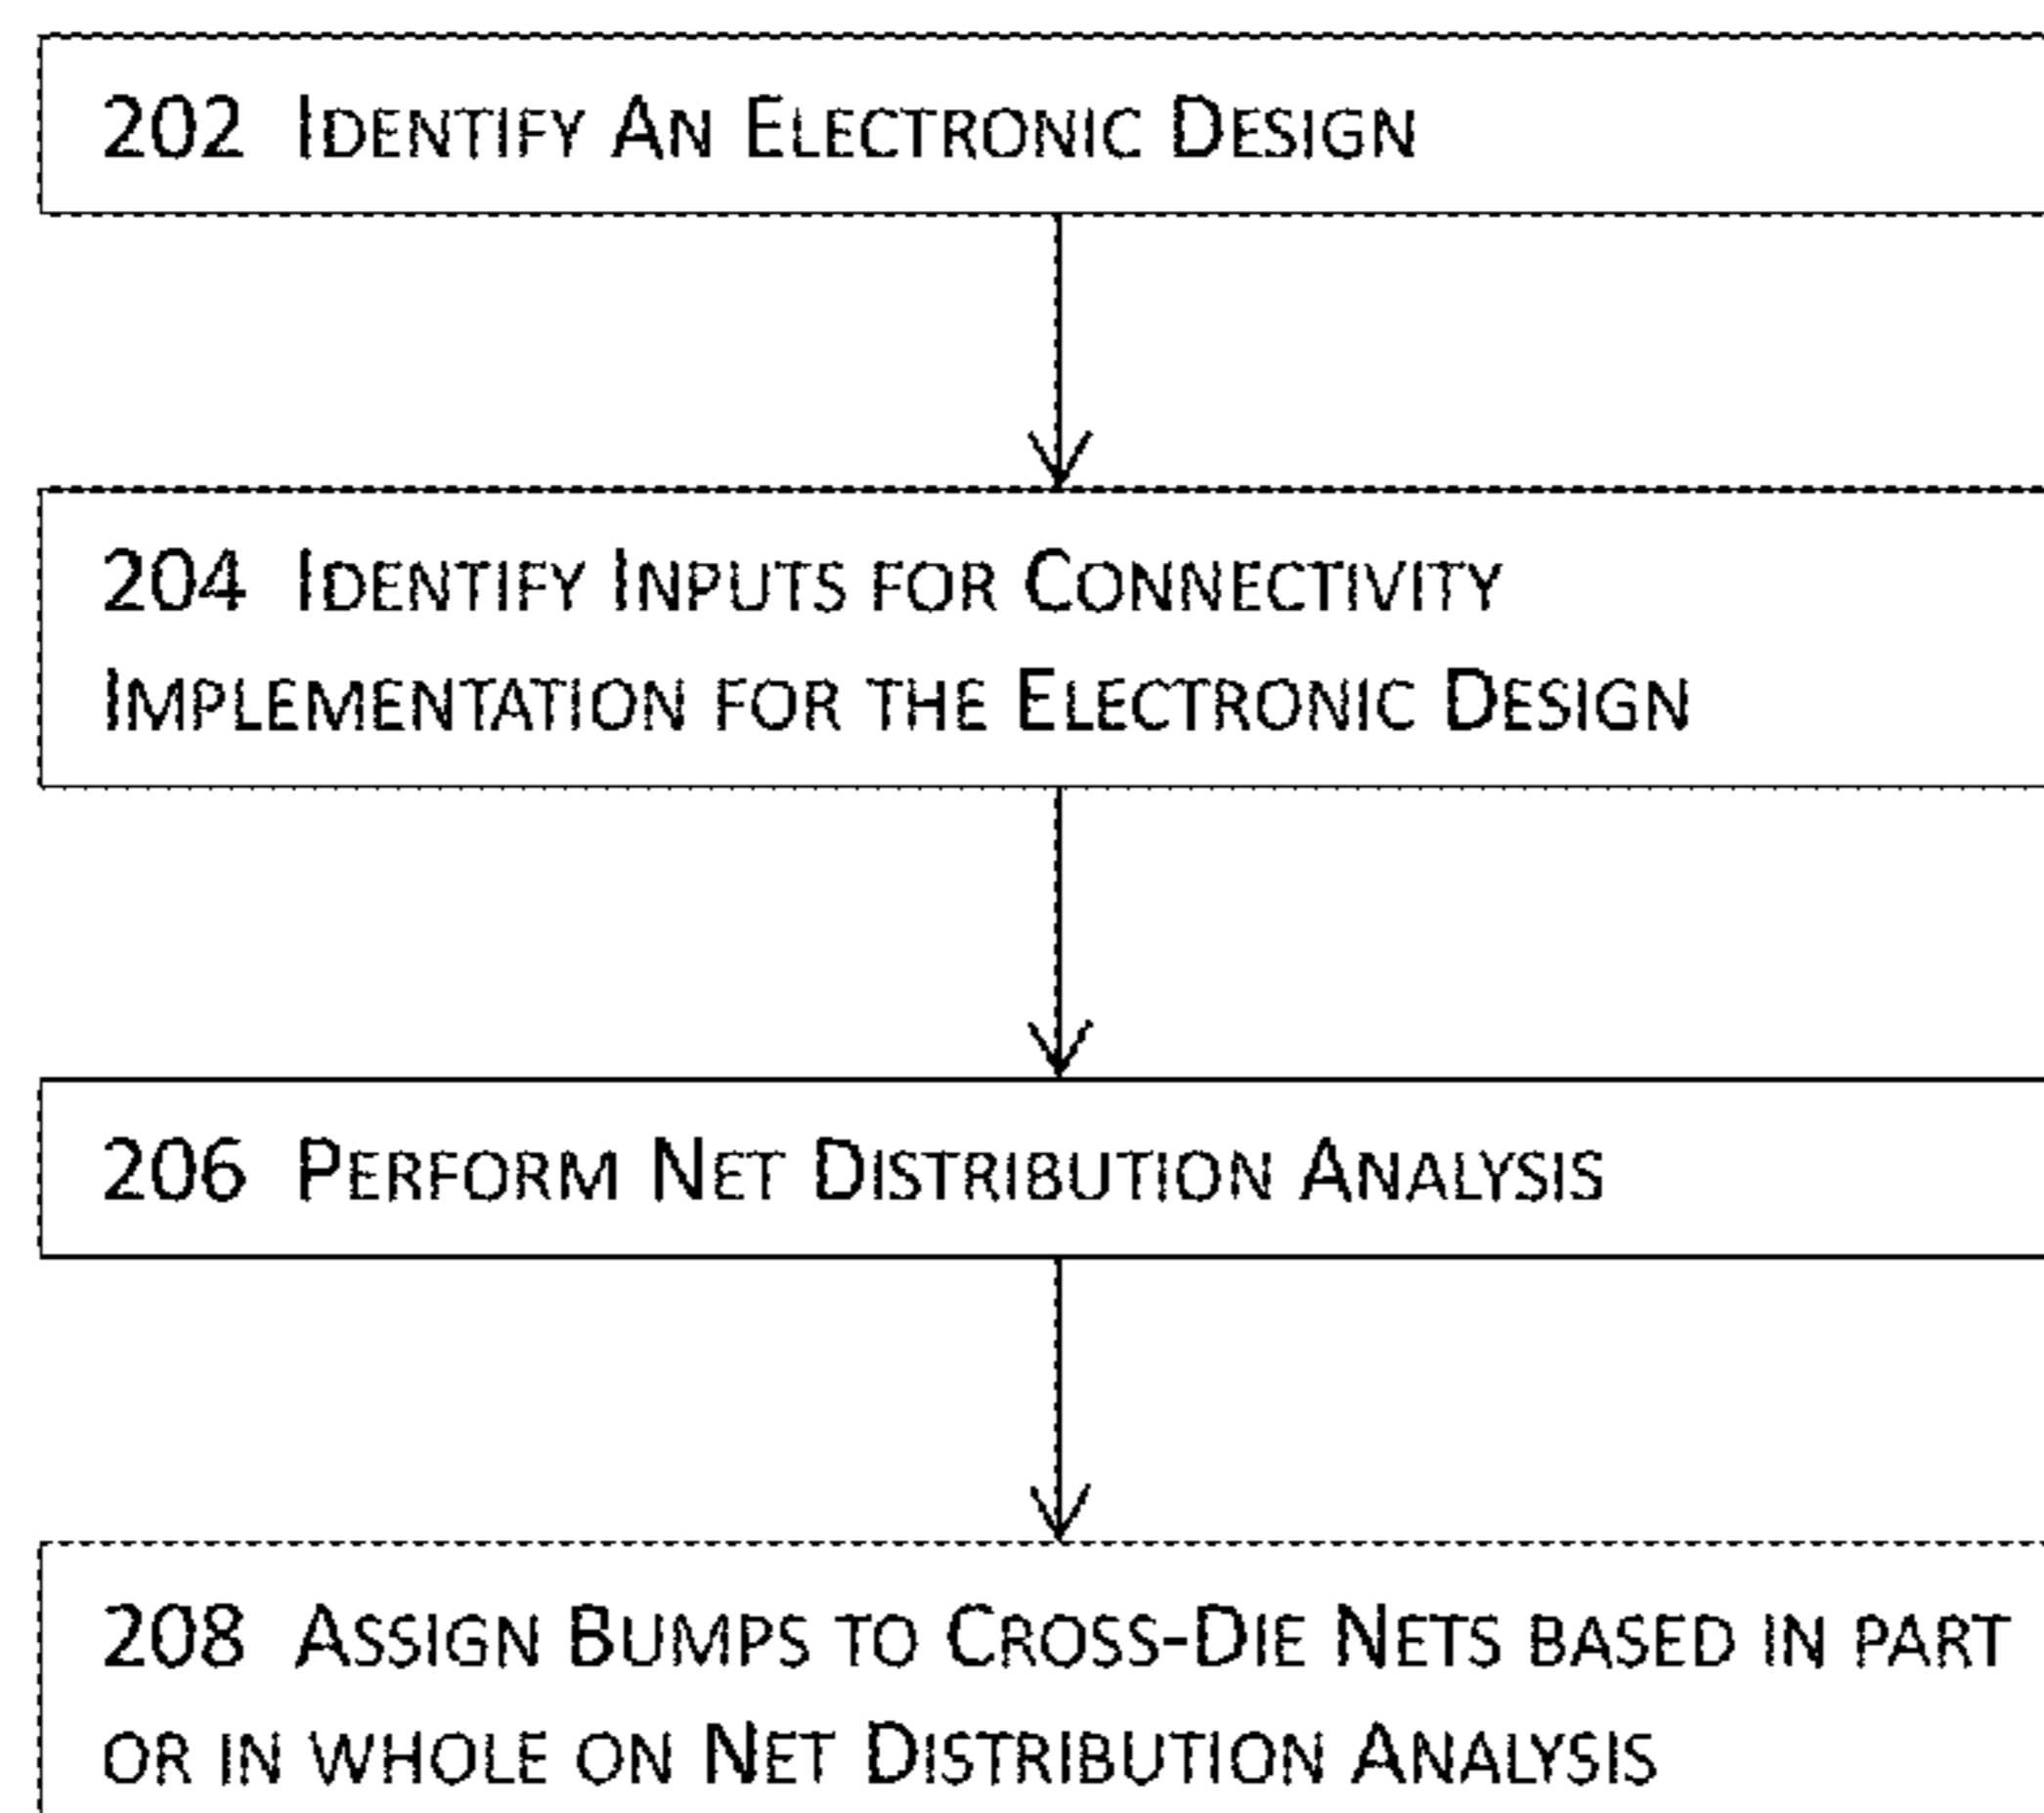 202 Identify An Electronic Design
204 Identify Inputs for Connectivity
Implementation for the Electronic Design
206 Perform Net Distribution Analysis
208 Assign Bumps to Cross-Die Nets based in part
or in whole on Net Distribution Analysis